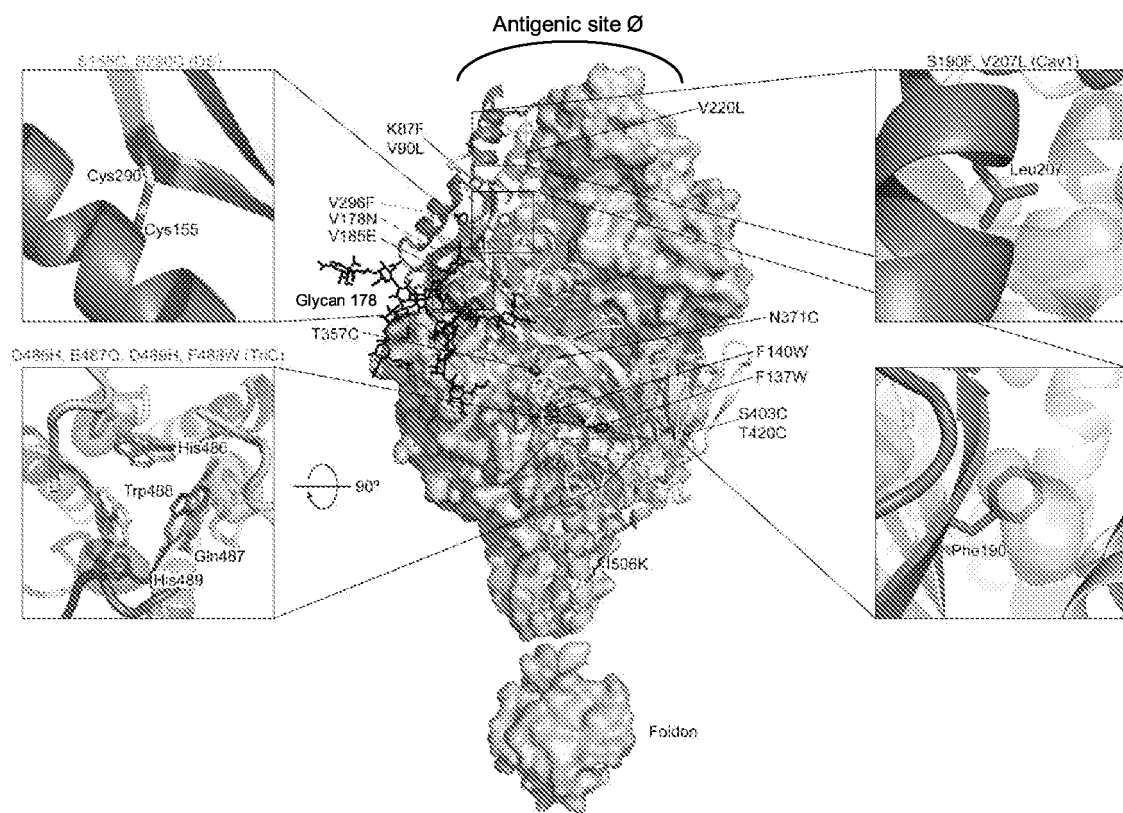 Antigenic site Ø
S155C, S290C (DS)
S190F, V207L (Cav1)
K87F
V90L
V220L
Cys290
Leu207
Cys155
V296F
V178N
V185E
Glycan 178
T357C
N371C
F140W
F137W
D486H, E487Q, D489H, F488W (TriC)
S403C
T420C
His486
Trp488
90°
Gln487
His489
Phe190
I506K
Foldon